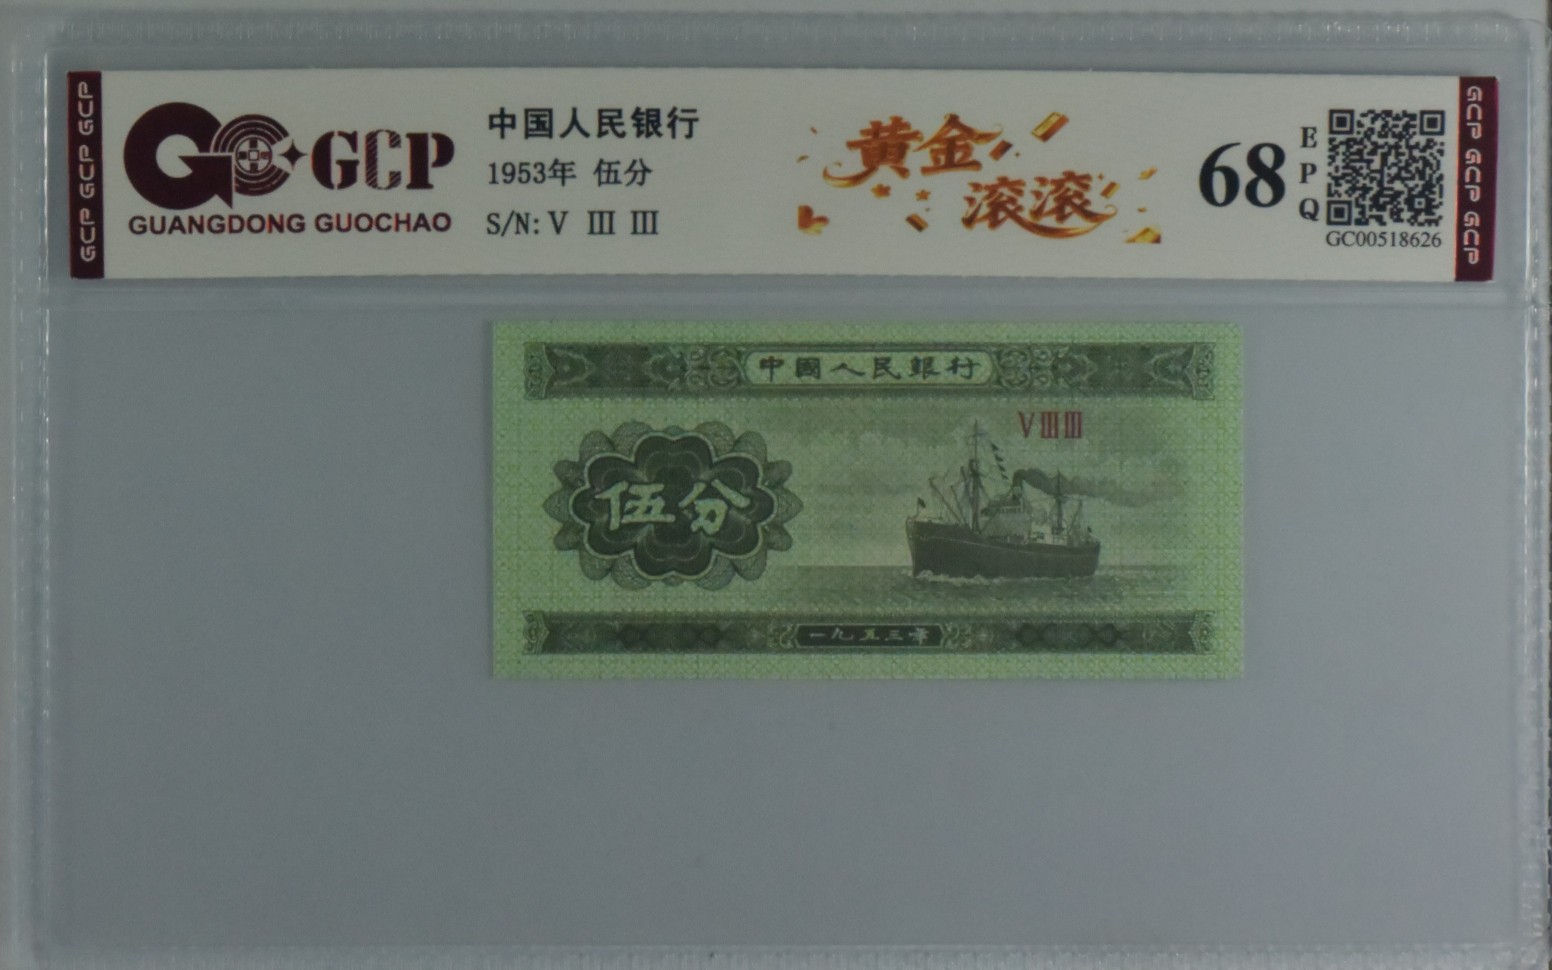 GCP GCP GCP
GCP
GUANGDONG GUOCHAO
中国人民银行
1953年 伍分
S/N: V III III
黄金
滚滚
68
E
P
Q
GC00518626
GCP GCP GCP
中國人民銀行
V III III
伍分
一九五三年